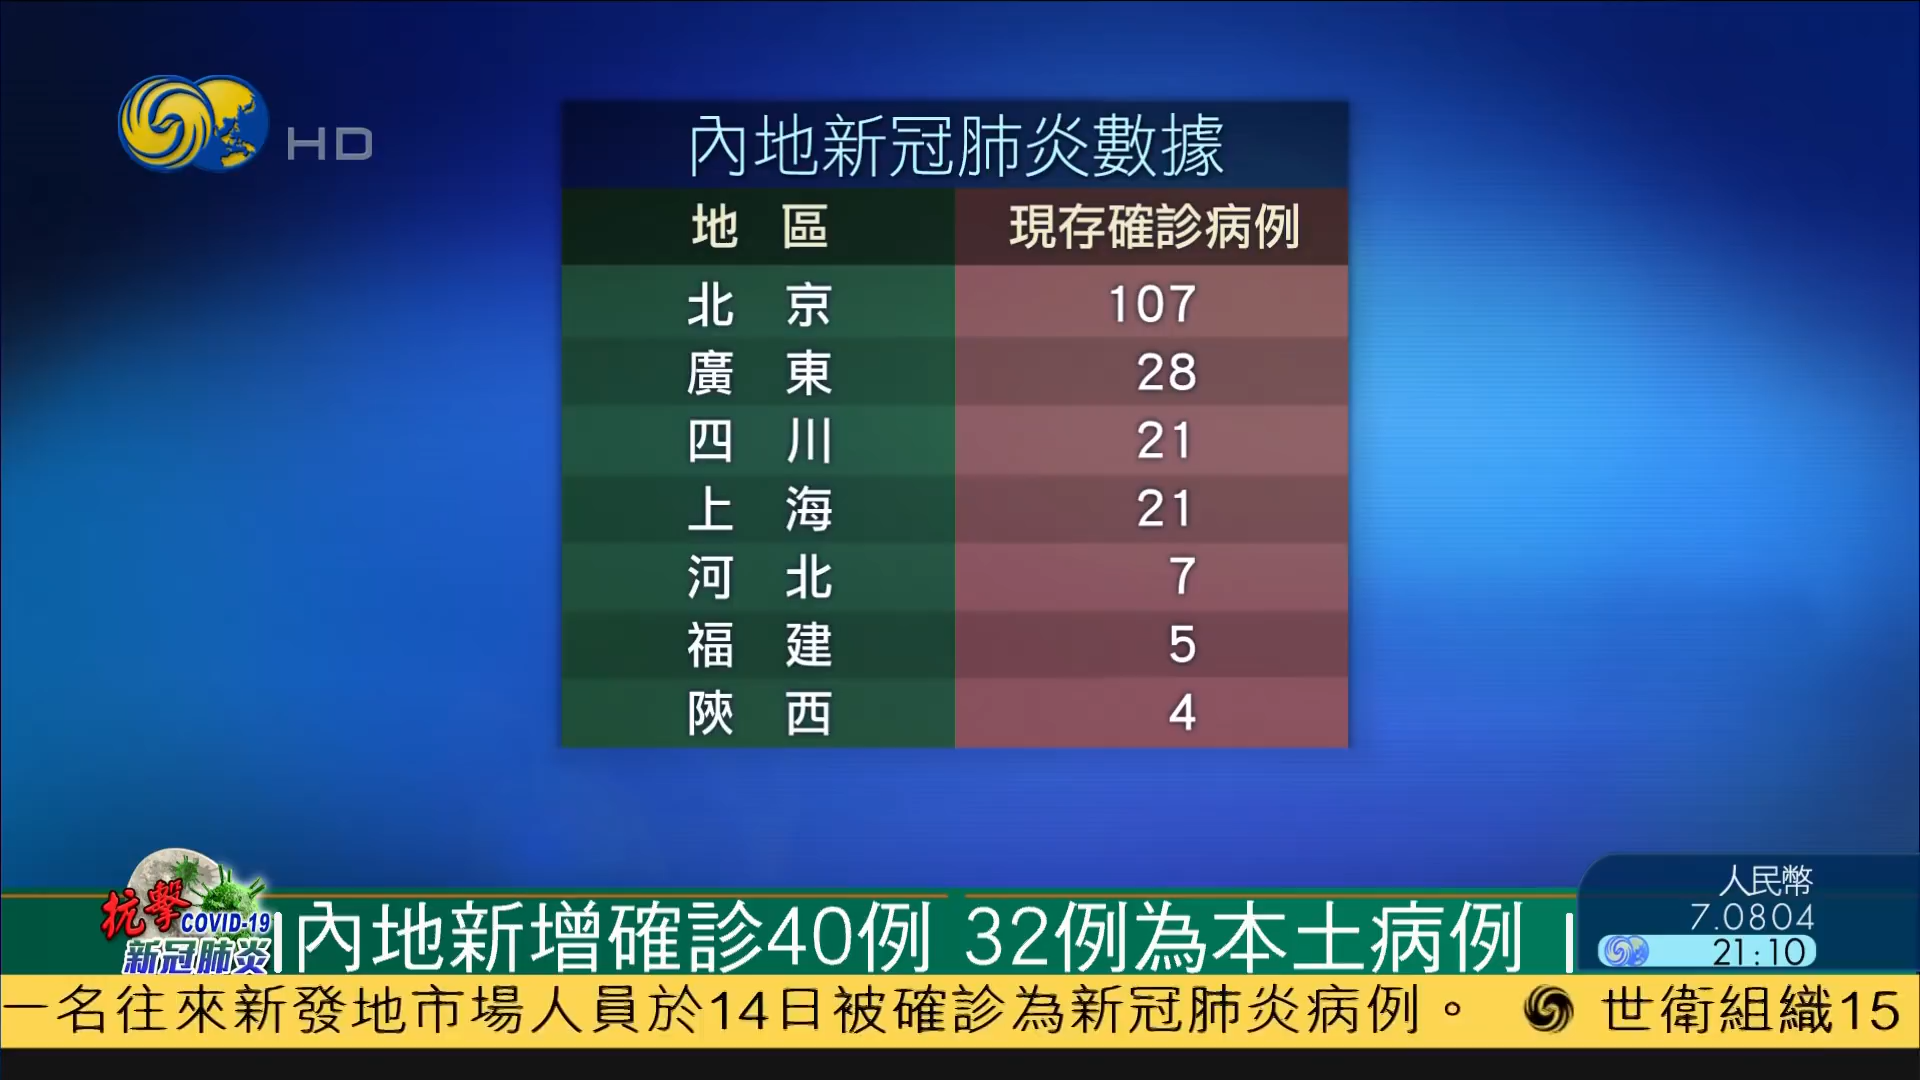 HD
內地新冠肺炎數據
地 區 現存確診病例
北 京 107
廣 東 28
四 川 21
上 海 21
河 北 7
福 建 5
陝 西 4
抗擊
COVID-19
新冠肺炎
內地新增確診40例 32例為本土病例
人民幣
7.0804
21:10
一名往來新發地市場人員於14日被確診為新冠肺炎病例。 世衛組織15